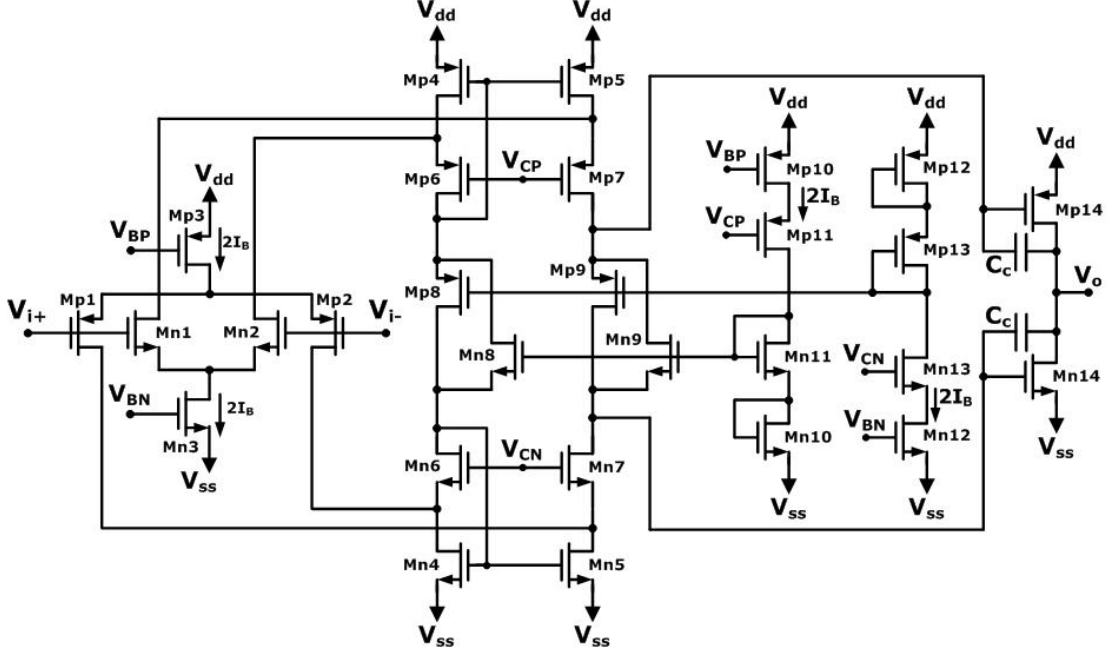 Vdd
Vdd
Mp4
Mp5
Vdd
Vdd
VBP
Mp10
Mp12
Vdd
Mp6
VCP
Mp7
2IB
Vdd
Mp3
VCP
Mp11
Mp14
VBP
2IB
Mp13
Cc
Mp9
Vo
Mp1
Mp2
Mp8
Vi+
Mn1
Mn2
Vi-
Cc
Mn8
Mn9
Mn11
VCN
Mn13
Mn14
VBN
2IB
2IB
Mn3
VBN
Mn10
Mn12
Vss
Mn6
VCN
Mn7
Vss
Vss
Vss
Mn4
Mn5
Vss
Vss